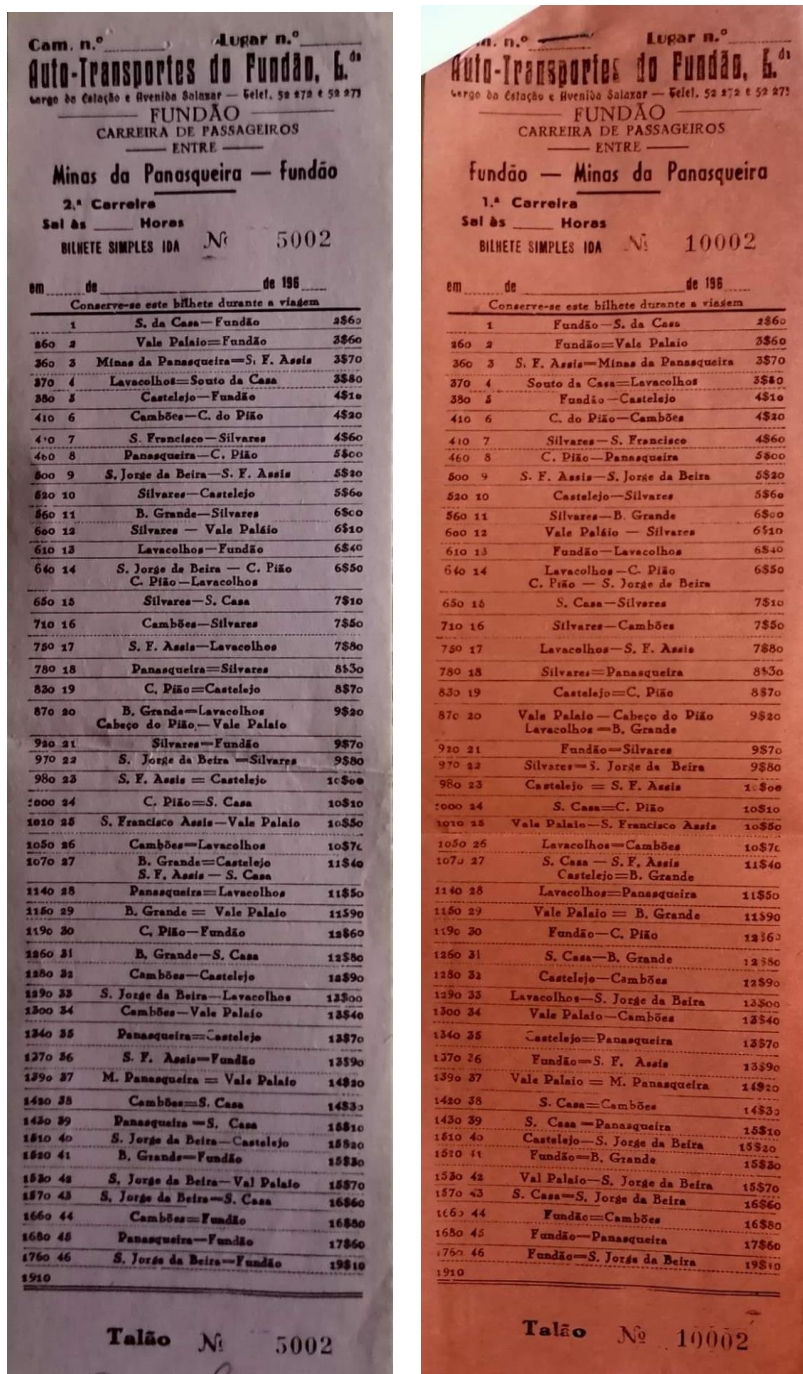 Cam. n.º Lugar n.º
Auto-Transportes do Fundão, L.da
Largo da Estação e Avenida Salazar — Telef. 52 272 e 52 273
FUNDÃO
CARREIRA DE PASSAGEIROS
ENTRE
Minas da Panasqueira — Fundão
2.ª Carreira
Sai às Horas
BILHETE SIMPLES IDA Nº 5002
em de de 196
Conserve-se este bilhete durante a viagem
1 S. da Casa—Fundão 2$60
260 2 Vale Palaio=Fundão 3$60
360 3 Minas da Panasqueira=S. F. Assis 3$70
370 4 Lavacolhos=Souto da Casa 3$80
380 5 Castelejo—Fundão 4$10
410 6 Cambões=C. do Pião 4$20
4·0 7 S. Francisco—Silvares 4$60
460 8 Panasqueira—C. Pião 5$00
500 9 S. Jorge da Beira—S. F. Assis 5$20
520 10 Silvares—Castelejo 5$60
560 11 B. Grande—Silvares 6$00
600 12 Silvares — Vale Paláio 6$10
610 13 Lavacolhos—Fundão 6$40
640 14 S. Jorge de Beira — C. Pião 6$50
C. Pião—Lavacolhos
650 15 Silvares—S. Casa 7$10
710 16 Cambões—Silvares 7$50
750 17 S. F. Assis—Lavacolhos 7$80
780 18 Panasqueira=Silvares 8$30
830 19 C. Pião=Castelejo 8$70
870 20 B. Grande=Lavacolhos 9$20
Cabeço do Pião,—Vale Palaio
920 21 Silvares=Fundão 9$70
970 22 S. Jorge da Beira =Silvares 9$80
980 23 S. F. Assis = Castelejo 10$00
1000 24 C. Pião=S. Casa 10$10
1010 25 S. Francisco Assis—Vale Palaio 10$50
1050 26 Cambões=Lavacolhos 10$70
1070 27 B. Grande=Castelejo 11$40
S. F. Assis — S. Casa
1140 28 Panasqueira=Lavacolhos 11$50
1150 29 B. Grande = Vale Palaio 11$90
1190 30 C. Pião—Fundão 12$60
1260 31 B. Grande—S. Casa 12$80
1280 32 Cambões—Castelejo 12$90
1290 33 S. Jorge da Beira—Lavacolhos 13$00
1300 34 Cambões—Vale Palaio 13$40
1340 35 Panasqueira=Castelejo 13$70
1370 36 S. F. Assis=Fundão 13$90
1390 37 M. Panasqueira = Vale Palaio 14$20
1420 38 Cambões=S. Casa 14$30
1430 39 Panasqueira =S. Casa 15$10
1510 40 S. Jorge da Beira—Castelejo 15$20
1520 41 B. Grande=Fundão 15$30
1530 42 S. Jorge da Beira — Val Palaio 15$70
1570 43 S. Jorge da Beira=S. Casa 16$60
1660 44 Cambões=Fundão 16$80
1680 45 Panasqueira—Fundão 17$60
1760 46 S. Jorge da Beira=Fundão 19$10
1910
Talão Nº 5002
n. n.º Lugar n.º
Auto-Transportes do Fundão, L.da
Largo da Estação e Avenida Salazar — Telef. 52 272 e 52 273
FUNDÃO
CARREIRA DE PASSAGEIROS
ENTRE
Fundão — Minas da Panasqueira
1.ª Carreira
Sai às Horas
BILHETE SIMPLES IDA Nº 10002
em de de 196
Conserve-se este bilhete durante a viagem
1 Fundão—S. da Casa 2$60
260 2 Fundão=Vale Palaio 3$60
360 3 S. F. Assis=Minas da Panasqueira 3$70
370 4 Souto da Casa=Lavacolhos 3$80
380 5 Fundão —Castelejo 4$10
410 6 C. do Pião—Cambões 4$20
410 7 Silvares—S. Francisco 4$60
460 8 C. Pião—Panasqueira 5$00
500 9 S. F. Assis—S. Jorge da Beira 5$20
520 10 Castelejo—Silvares 5$60
560 11 Silvares—B. Grande 6$00
600 12 Vale Paláio — Silvares 6$10
610 13 Fundão—Lavacolhos 6$40
640 14 Lavacolhos—C. Pião 6$50
C. Pião — S. Jorge de Beira
650 15 S. Casa—Silvares 7$10
710 16 Silvares—Cambões 7$50
750 17 Lavacolhos—S. F. Assis 7$80
780 18 Silvares=Panasqueira 8$30
830 19 Castelejo=C. Pião 8$70
870 20 Vale Palaio — Cabeço do Pião 9$20
Lavacolhos =B. Grande
920 21 Fundão=Silvares 9$70
970 22 Silvares=S. Jorge da Beira 9$80
980 23 Castelejo = S. F. Assis 10$00
1000 24 S. Casa=C. Pião 10$10
1010 25 Vale Palaio—S. Francisco Assis 10$50
1050 26 Lavacolhos=Cambões 10$70
1070 27 S. Casa — S. F. Assis 11$40
Castelejo=B. Grande
1140 28 Lavacolhos=Panasqueira 11$50
1150 29 Vale Palaio = B. Grande 11$90
1190 30 Fundão—C. Pião 12$60
1260 31 S. Casa—B. Grande 12$80
1280 32 Castelejo—Cambões 12$90
1290 33 Lavacolhos—S. Jorge da Beira 13$00
1300 34 Vale Palaio—Cambões 13$40
1340 35 Castelejo=Panasqueira 13$70
1370 26 Fundão=S. F. Assis 13$90
1390 37 Vale Palaio = M. Panasqueira 14$20
1420 38 S. Casa=Cambões 14$30
1430 39 S. Casa =Panasqueira 15$10
1510 40 Castelejo—S. Jorge da Beira 15$20
1520 41 Fundão=B. Grande 15$30
1530 42 Val Palaio—S. Jorge da Beira 15$70
1570 43 S. Casa=S. Jorge da Beira 16$60
1660 44 Fundão=Cambões 16$80
1680 45 Fundão—Panasqueira 17$60
1760 46 Fundão=S. Jorge da Beira 19$10
1910
Talão Nº 10002